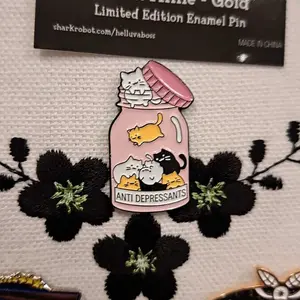 Gold
Limited Edition Enamel Pin
sharkrobot.com/helluvaboss
MADE IN CHINA
ANTI DEPRESSANTS